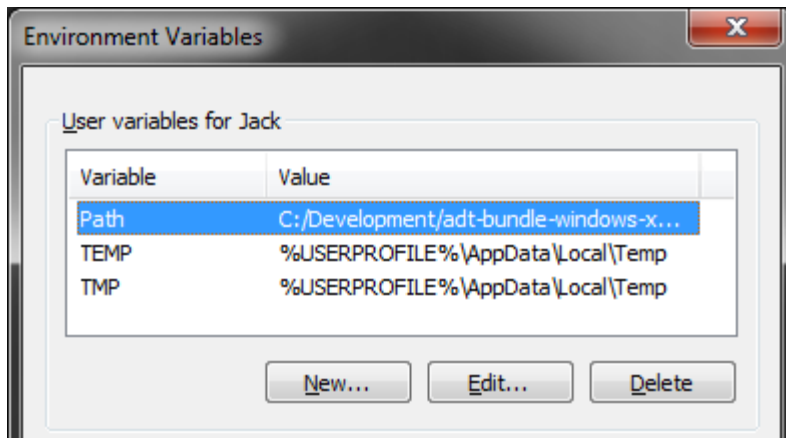 Environment Variables
User variables for Jack
Variable Value
Path C:/Development/adt-bundle-windows-x...
TEMP %USERPROFILE%\AppData\Local\Temp
TMP %USERPROFILE%\AppData\Local\Temp
New... Edit... Delete